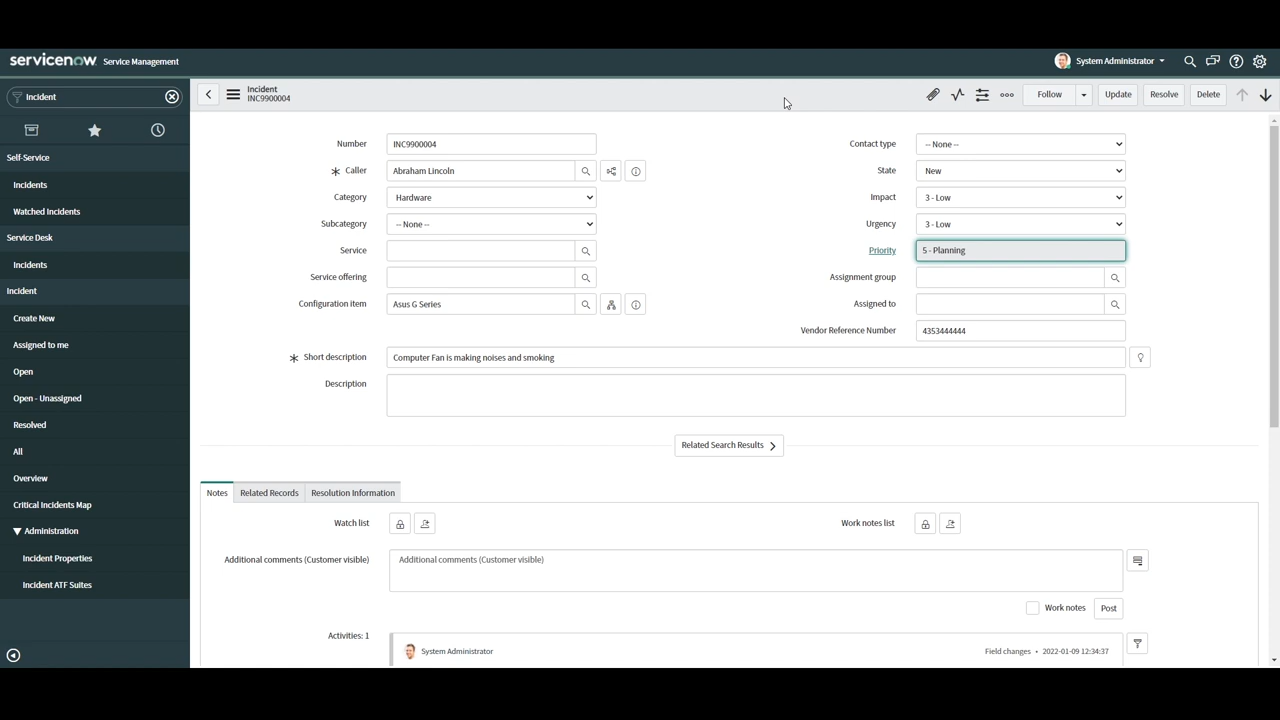 servicenow Service Management
System Administrator
Incident
Self-Service
Incidents
Watched Incidents
Service Desk
Incidents
Incident
Create New
Assigned to me
Open
Open - Unassigned
Resolved
All
Overview
Critical Incidents Map
Administration
Incident Properties
Incident ATF Suites
Incident
INC9900004
Follow Update Resolve Delete
Number INC9900004
Caller Abraham Lincoln
Category Hardware
Subcategory -- None --
Service
Service offering
Configuration item Asus G Series
Contact type -- None --
State New
Impact 3 - Low
Urgency 3 - Low
Priority 5 - Planning
Assignment group
Assigned to
Vendor Reference Number 4353444444
Short description Computer Fan is making noises and smoking
Description
Related Search Results
Notes Related Records Resolution Information
Watch list Work notes list
Additional comments (Customer visible) Additional comments (Customer visible)
Work notes Post
Activities: 1 System Administrator Field changes • 2022-01-09 12:34:37